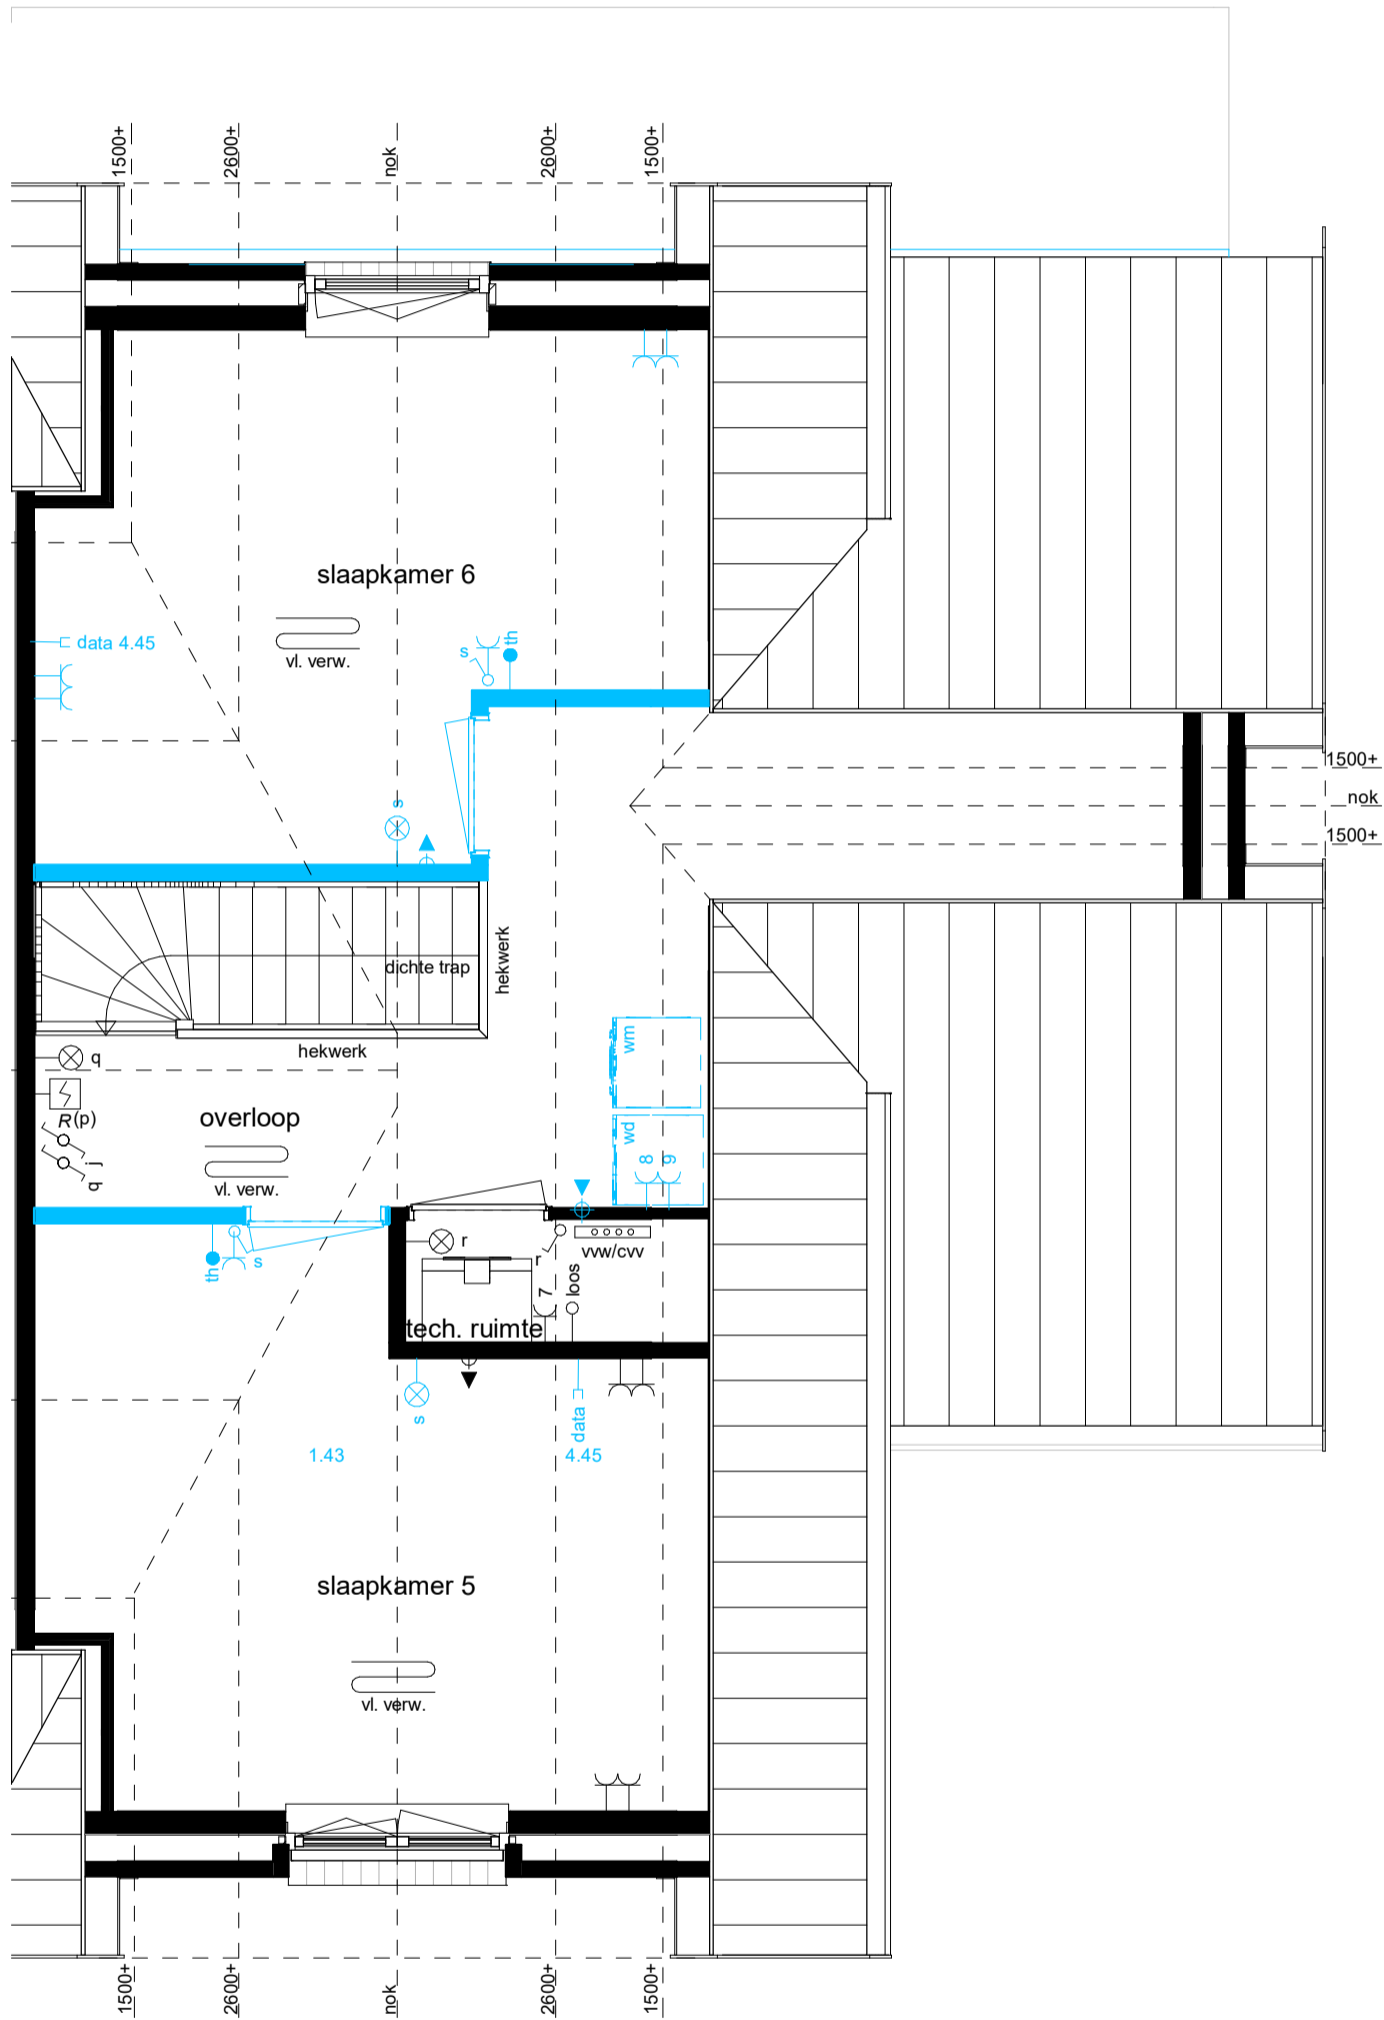 1500+
2600+
nok
2600+
1500+
slaapkamer 6
vl. verw.
data 4.45
s
th
s
1500+
nok
1500+
dichte trap
hekwerk
hekwerk
q
R(p)
j
q
overloop
vl. verw.
wm
wd
8
9
th
s
r
r
vvw/cvv
7
loos
tech. ruimte
s
data
1.43
4.45
slaapkamer 5
vl. verw.
1500+
2600+
nok
2600+
1500+